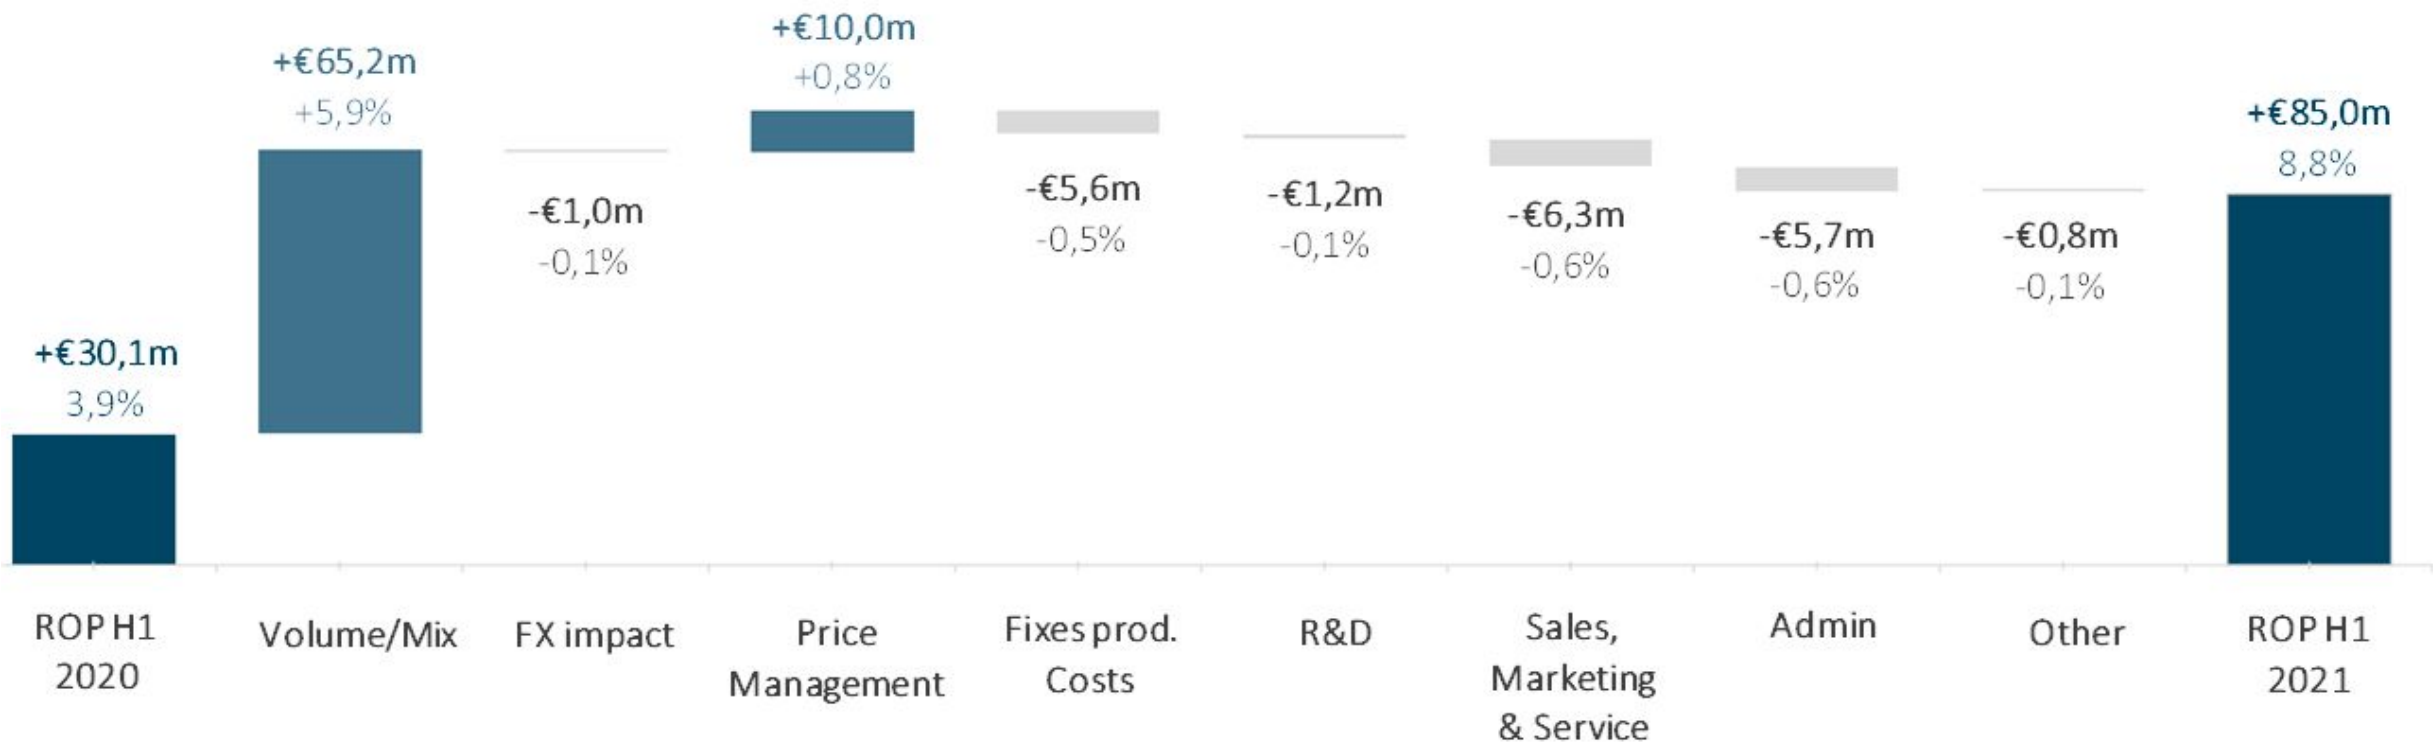 +€30,1m
3,9%
+€65,2m
+5,9%
-€1,0m
-0,1%
+€10,0m
+0,8%
-€5,6m
-0,5%
-€1,2m
-0,1%
-€6,3m
-0,6%
-€5,7m
-0,6%
-€0,8m
-0,1%
+€85,0m
8,8%
ROP H1
2020
Volume/Mix
FX impact
Price
Management
Fixes prod.
Costs
R&D
Sales,
Marketing
& Service
Admin
Other
ROP H1
2021